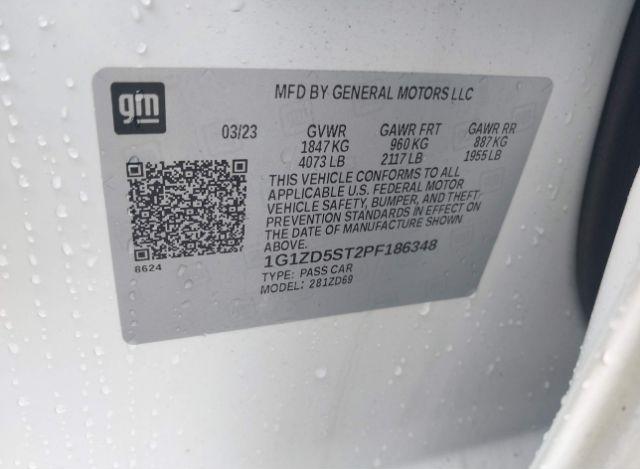 gm
MFD BY GENERAL MOTORS LLC
03/23 GVWR GAWR FRT GAWR RR
1847 KG 960 KG 887 KG
4073 LB 2117 LB 1955 LB
THIS VEHICLE CONFORMS TO ALL
APPLICABLE U.S. FEDERAL MOTOR
VEHICLE SAFETY, BUMPER, AND THEFT
PREVENTION STANDARDS IN EFFECT ON
THE DATE OF MANUFACTURE SHOWN
ABOVE.
8624
1G1ZD5ST2PF186348
TYPE: PASS CAR
MODEL: 281ZD69